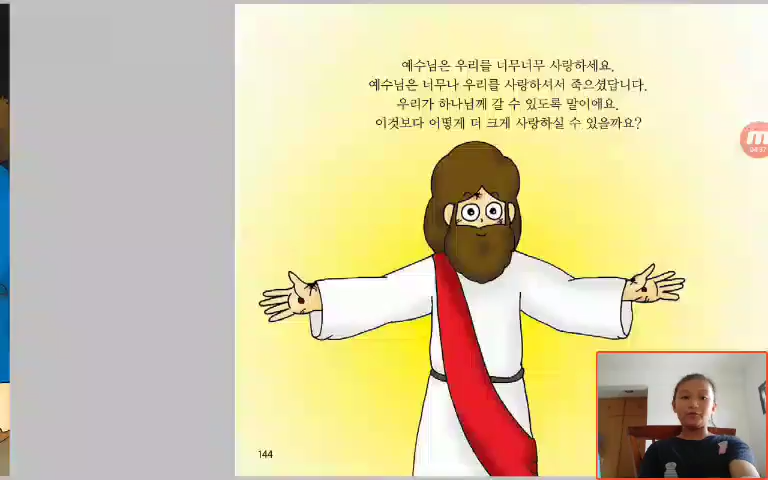 예수님은 우리를 너무너무 사랑하세요.
예수님은 너무나 우리를 사랑하셔서 죽으셨답니다.
우리가 하나님께 갈 수 있도록 말이에요.
이것보다 어떻게 더 크게 사랑하실 수 있을까요?
144